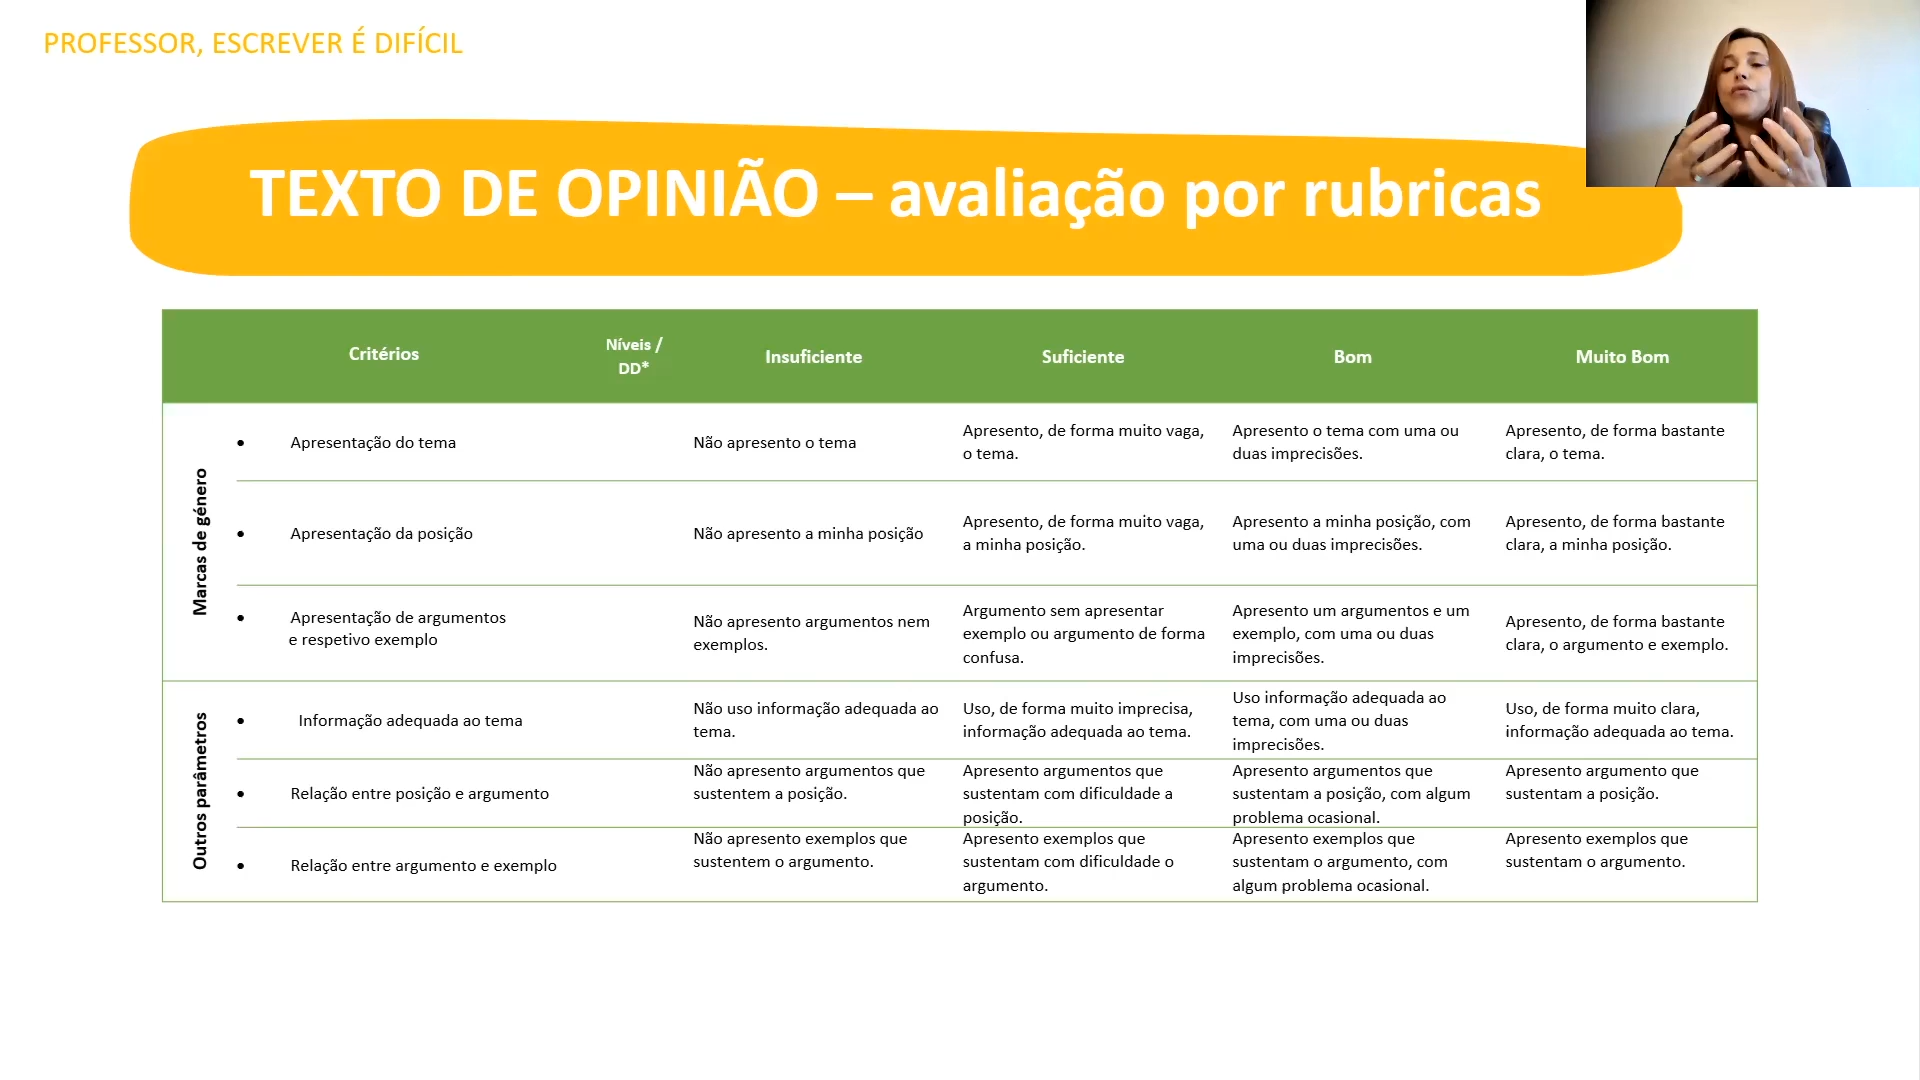 PROFESSOR, ESCREVER É DIFÍCIL
TEXTO DE OPINIÃO – avaliação por rubricas
Critérios
Níveis /
DD*
Insuficiente
Suficiente
Bom
Muito Bom
Marcas de género
• Apresentação do tema
Não apresento o tema
Apresento, de forma muito vaga,
o tema.
Apresento o tema com uma ou
duas imprecisões.
Apresento, de forma bastante
clara, o tema.
• Apresentação da posição
Não apresento a minha posição
Apresento, de forma muito vaga,
a minha posição.
Apresento a minha posição, com
uma ou duas imprecisões.
Apresento, de forma bastante
clara, a minha posição.
• Apresentação de argumentos
e respetivo exemplo
Não apresento argumentos nem
exemplos.
Argumento sem apresentar
exemplo ou argumento de forma
confusa.
Apresento um argumentos e um
exemplo, com uma ou duas
imprecisões.
Apresento, de forma bastante
clara, o argumento e exemplo.
Outros parâmetros
• Informação adequada ao tema
Não uso informação adequada ao
tema.
Uso, de forma muito imprecisa,
informação adequada ao tema.
Uso informação adequada ao
tema, com uma ou duas
imprecisões.
Uso, de forma muito clara,
informação adequada ao tema.
• Relação entre posição e argumento
Não apresento argumentos que
sustentem a posição.
Apresento argumentos que
sustentam com dificuldade a
posição.
Apresento argumentos que
sustentam a posição, com algum
problema ocasional.
Apresento argumento que
sustentam a posição.
• Relação entre argumento e exemplo
Não apresento exemplos que
sustentem o argumento.
Apresento exemplos que
sustentam com dificuldade o
argumento.
Apresento exemplos que
sustentam o argumento, com
algum problema ocasional.
Apresento exemplos que
sustentam o argumento.